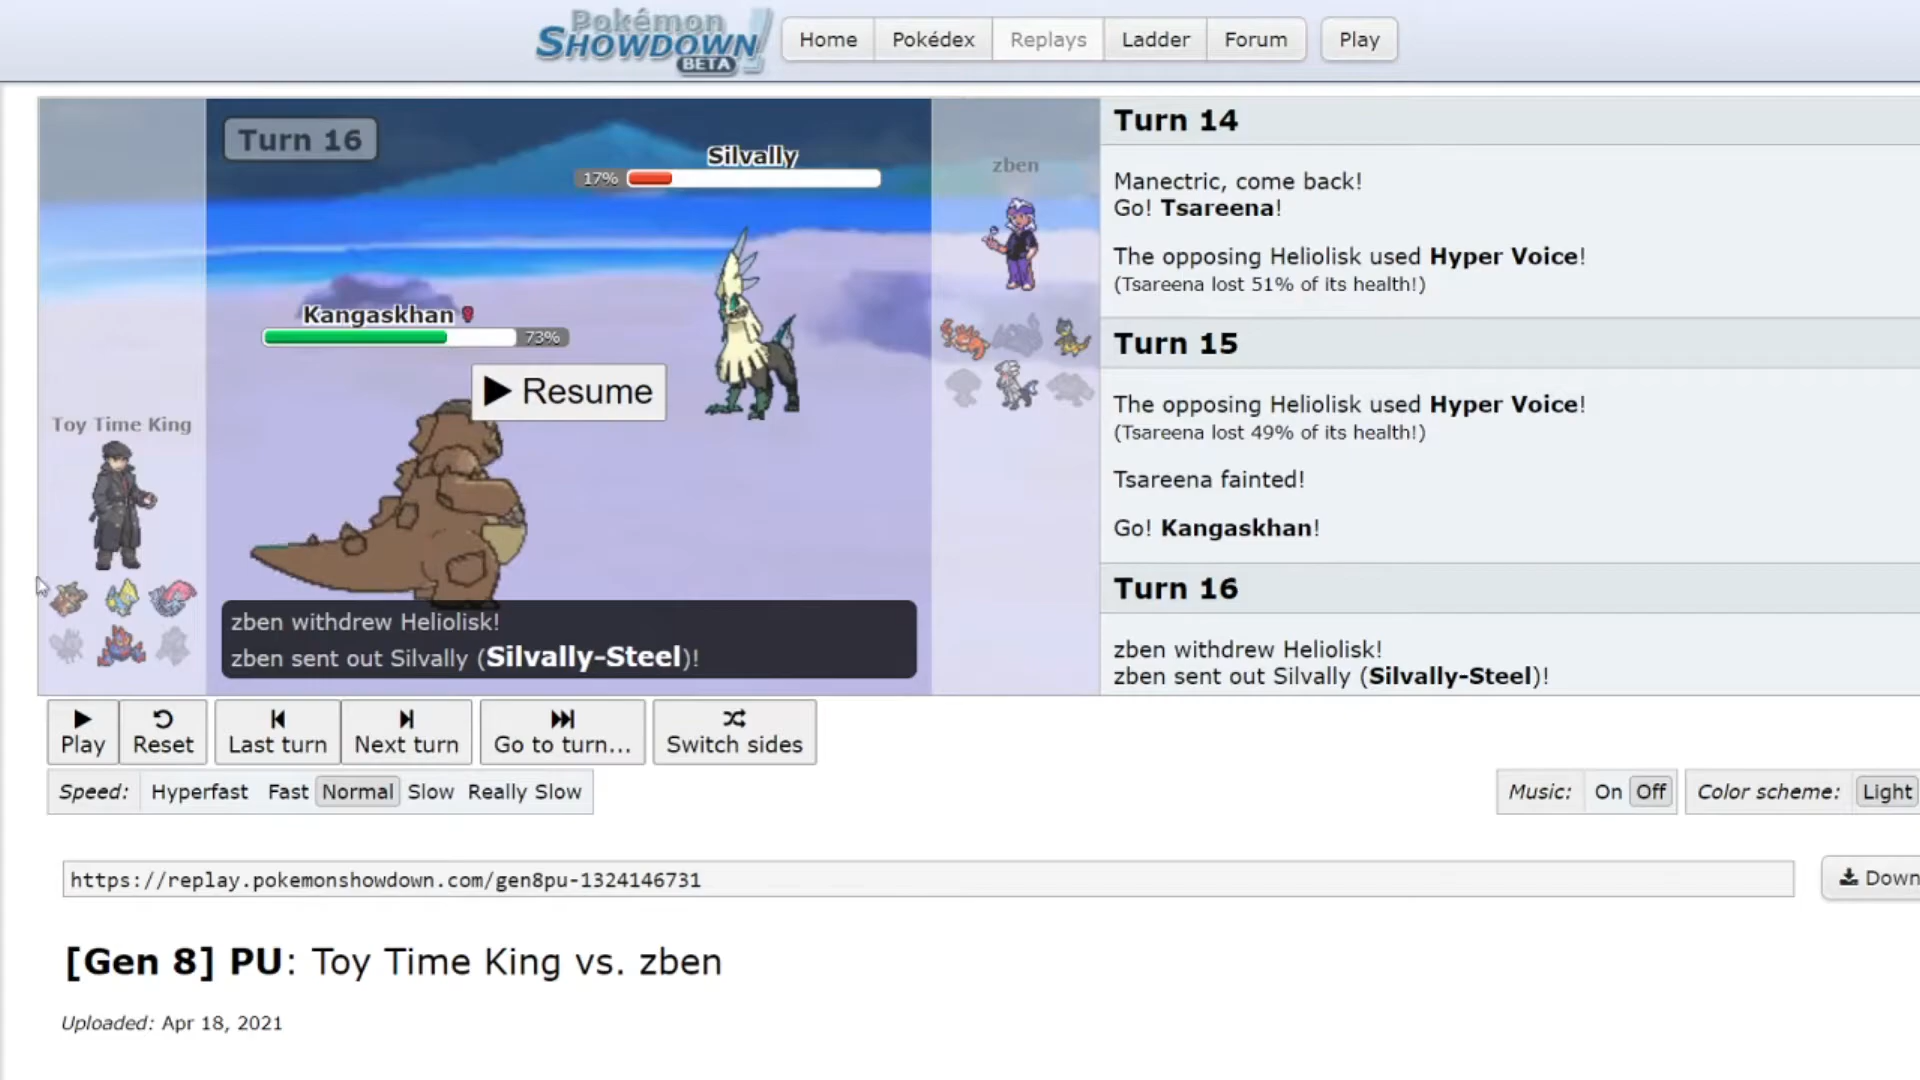 Pokémon
SHOWDOWN!
BETA
Home
Pokédex
Replays
Ladder
Forum
Play
Turn 16
Silvally
17%
Kangaskhan
73%
Resume
Toy Time King
zben
zben withdrew Heliolisk!
zben sent out Silvally (Silvally-Steel)!
Turn 14
Manectric, come back!
Go! Tsareena!
The opposing Heliolisk used Hyper Voice!
(Tsareena lost 51% of its health!)
Turn 15
The opposing Heliolisk used Hyper Voice!
(Tsareena lost 49% of its health!)
Tsareena fainted!
Go! Kangaskhan!
Turn 16
zben withdrew Heliolisk!
zben sent out Silvally (Silvally-Steel)!
Play
Reset
Last turn
Next turn
Go to turn...
Switch sides
Speed: Hyperfast Fast Normal Slow Really Slow
Music: On Off
Color scheme: Light
https://replay.pokemonshowdown.com/gen8pu-1324146731
Down
[Gen 8] PU: Toy Time King vs. zben
Uploaded: Apr 18, 2021